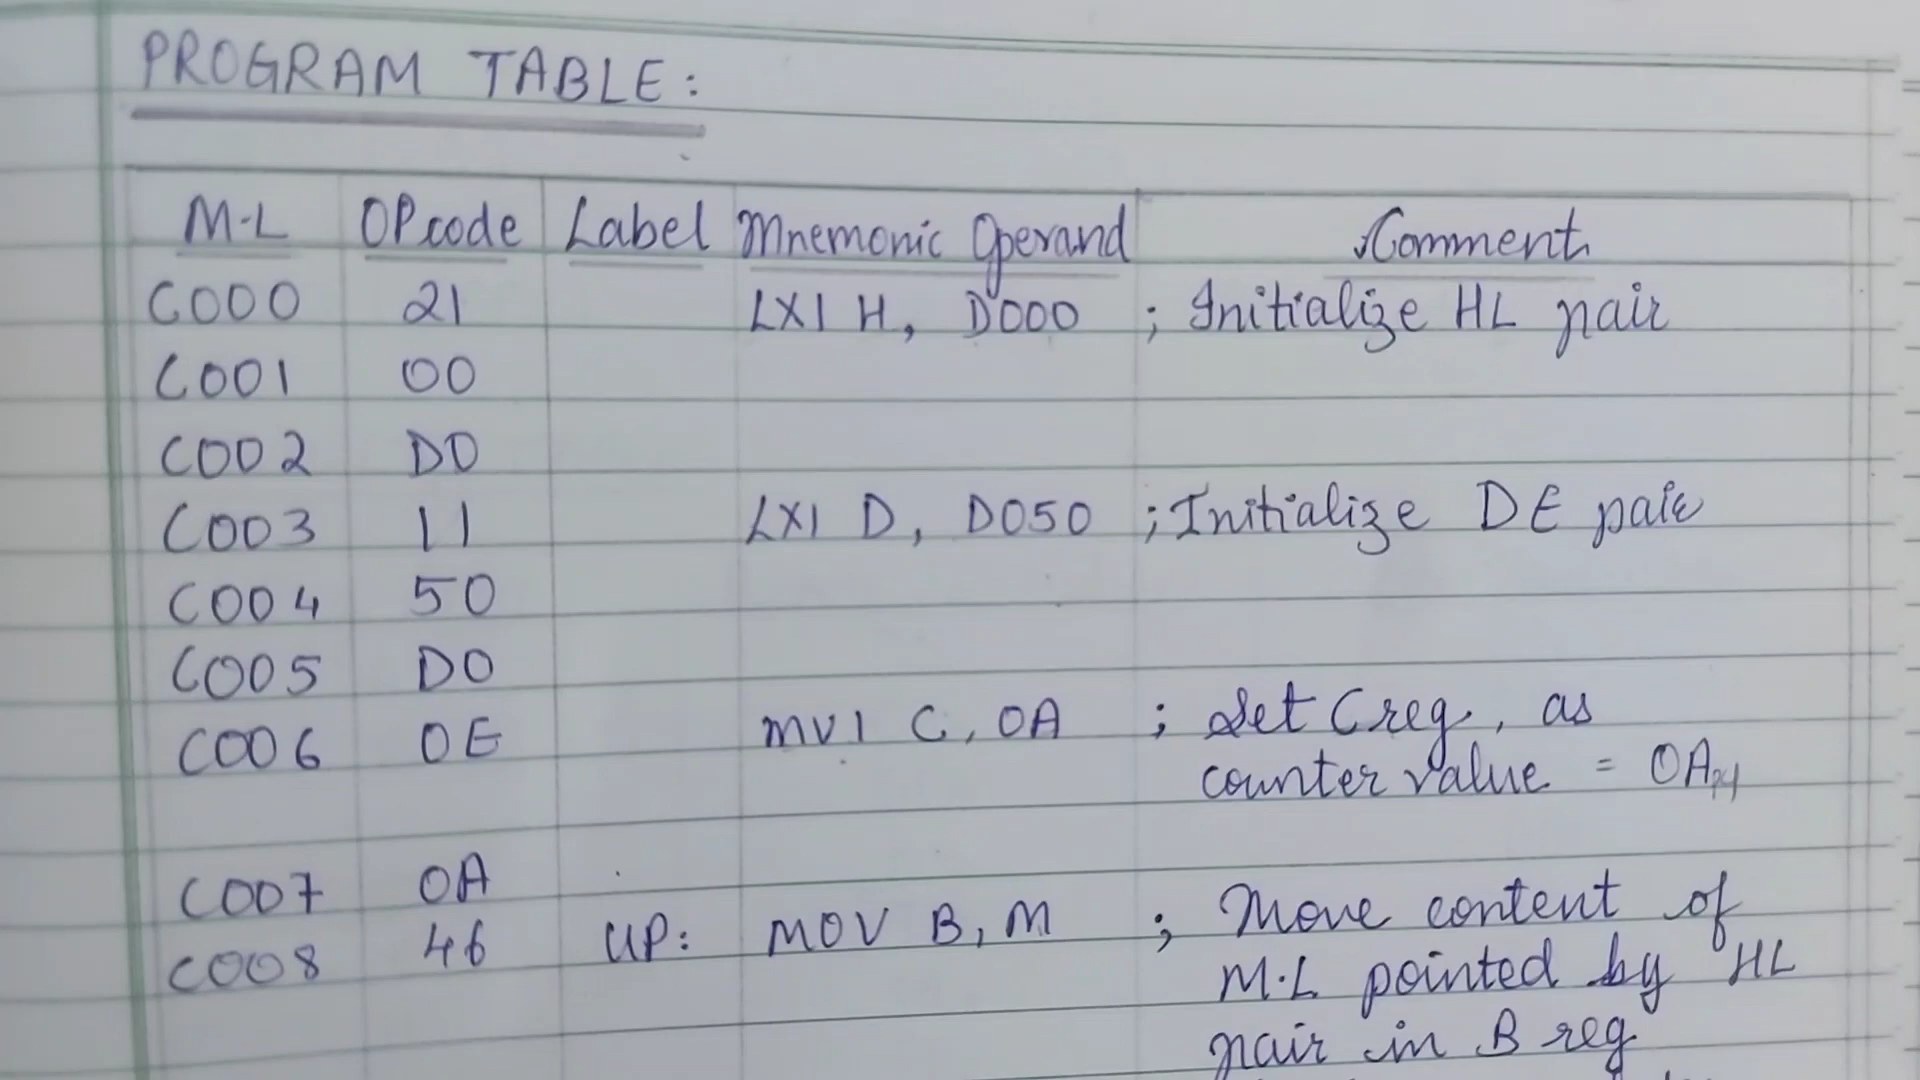 PROGRAM TABLE:
M-L OPcode Label Mnemonic Operand Comment
C000 21 LXI H, D000 ; Initialize HL pair
C001 00
C002 D0
C003 11 LXI D, D050 ; Initialize DE pair
C004 50
C005 D0
C006 0E MVI C, 0A ; Set C reg, as
counter value = 0AH
C007 0A
C008 46 UP: MOV B, M ; Move content of
M.L pointed by HL
pair in B reg